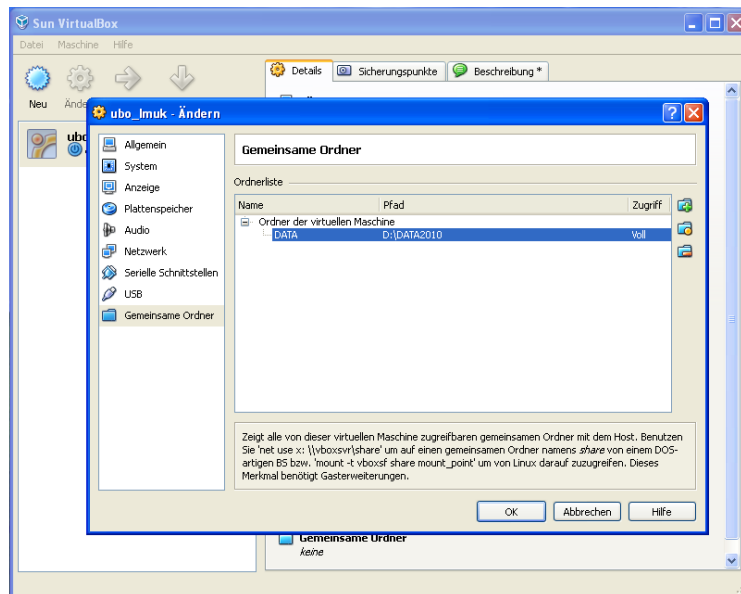 Sun VirtualBox
Datei Maschine Hilfe
Neu
Details
Sicherungspunkte
Beschreibung *
ubo_lmuk - Ändern
Allgemein
System
Anzeige
Plattenspeicher
Audio
Netzwerk
Serielle Schnittstellen
USB
Gemeinsame Ordner
Gemeinsame Ordner
Ordnerliste
Name Pfad Zugriff
Ordner der virtuellen Maschine
DATA D:\DATA2010 Voll
Zeigt alle von dieser virtuellen Maschine zugreifbaren gemeinsamen Ordner mit dem Host. Benutzen
Sie 'net use x: \\vboxsvr\share' um auf einen gemeinsamen Ordner namens share von einem DOS-
artigen BS bzw. 'mount -t vboxsf share mount_point' um von Linux darauf zuzugreifen. Dieses
Merkmal benötigt Gasterweiterungen.
OK Abbrechen Hilfe
Gemeinsame Ordner
keine